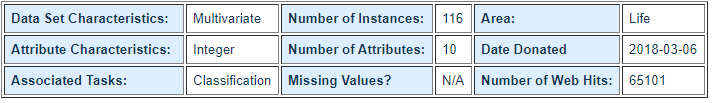 Data Set Characteristics: Multivariate Number of Instances: 116 Area: Life
Attribute Characteristics: Integer Number of Attributes: 10 Date Donated 2018-03-06
Associated Tasks: Classification Missing Values? N/A Number of Web Hits: 65101